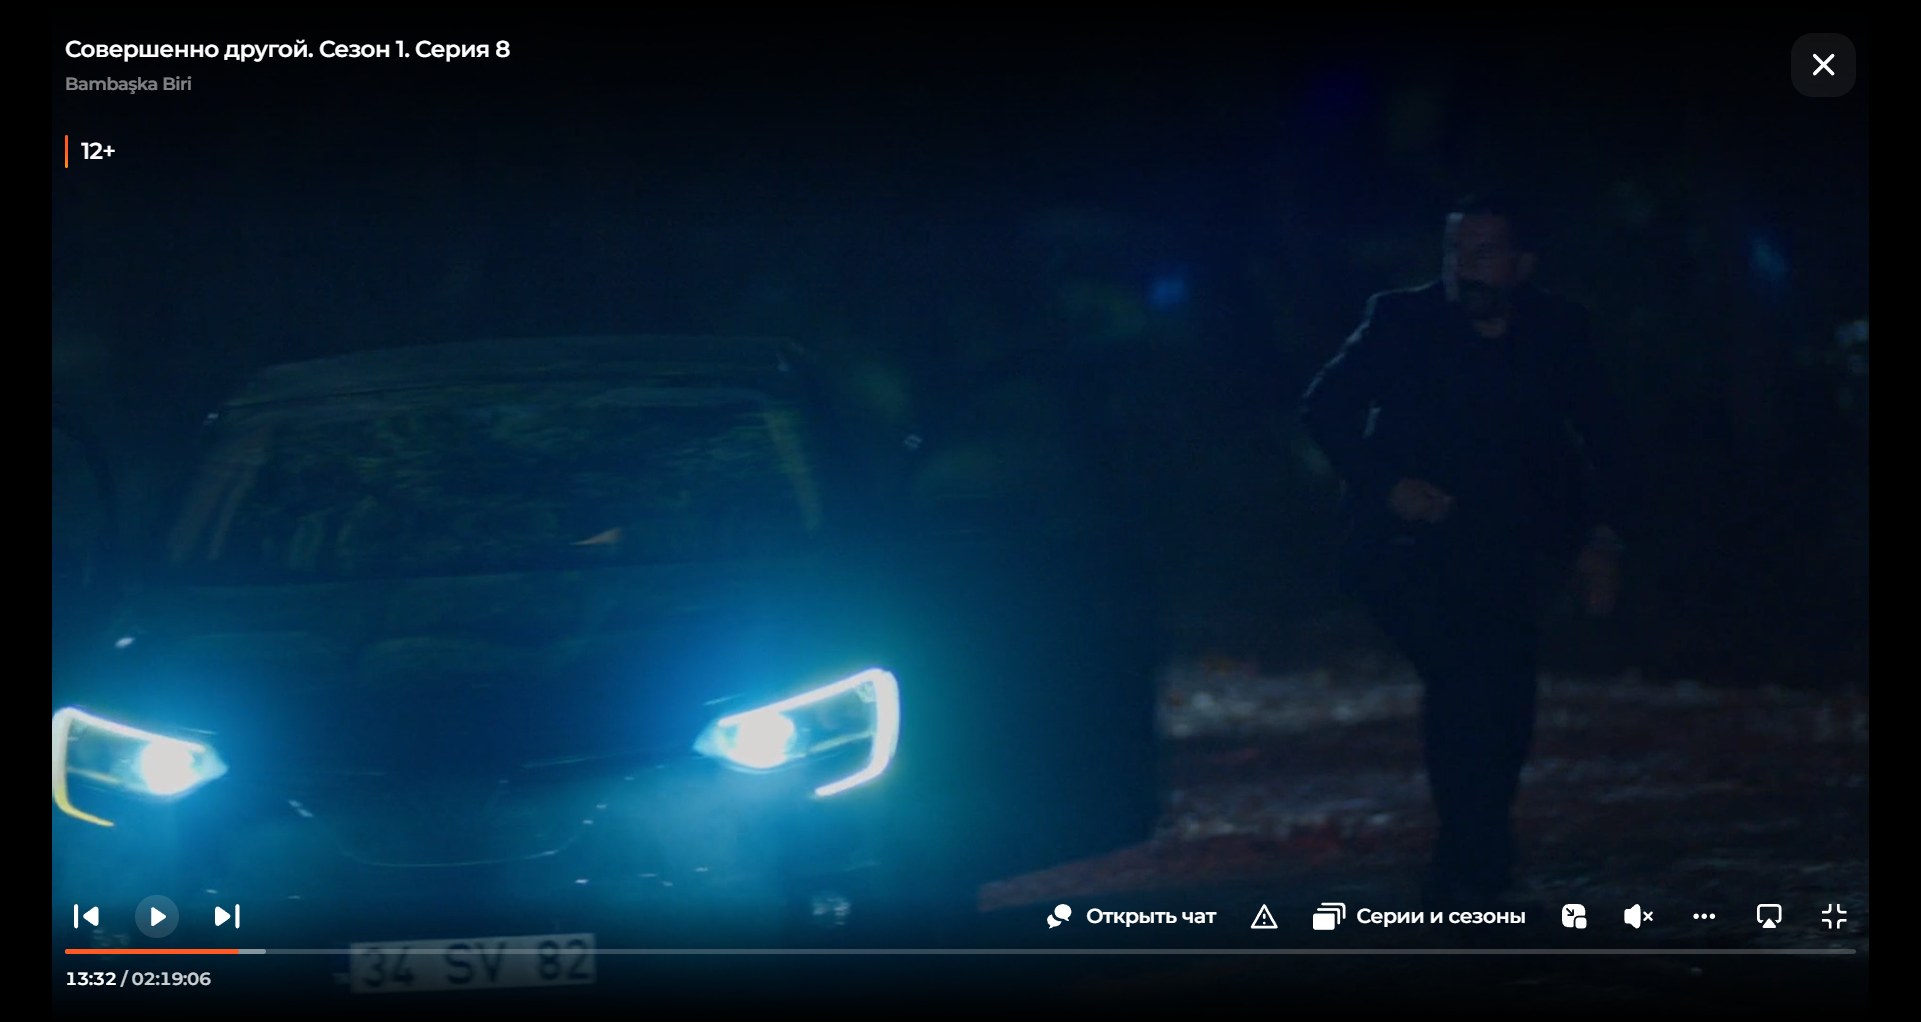 Совершенно другой. Сезон 1. Серия 8
Bambaşka Biri
12+
Открыть чат
Серии и сезоны
13:32 / 02:19:06
34 SV 82